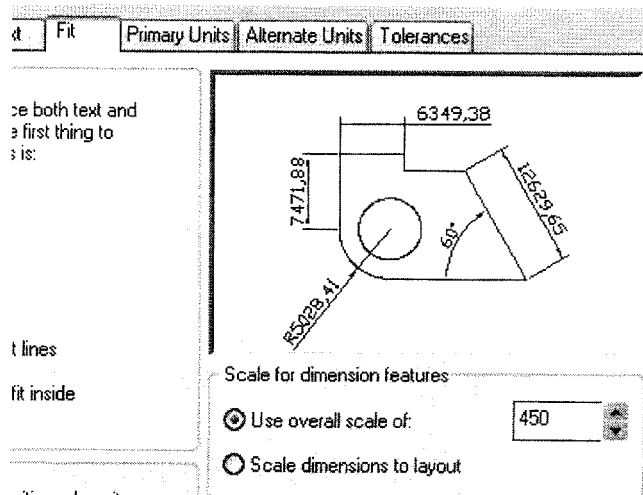 xt Fit Primary Units Alternate Units Tolerances
ce both text and
e first thing to
s is:
t lines
fit inside
6349,38
7471,88
12629,65
60°
R5028,41
Scale for dimension features
Use overall scale of: 450
Scale dimensions to layout